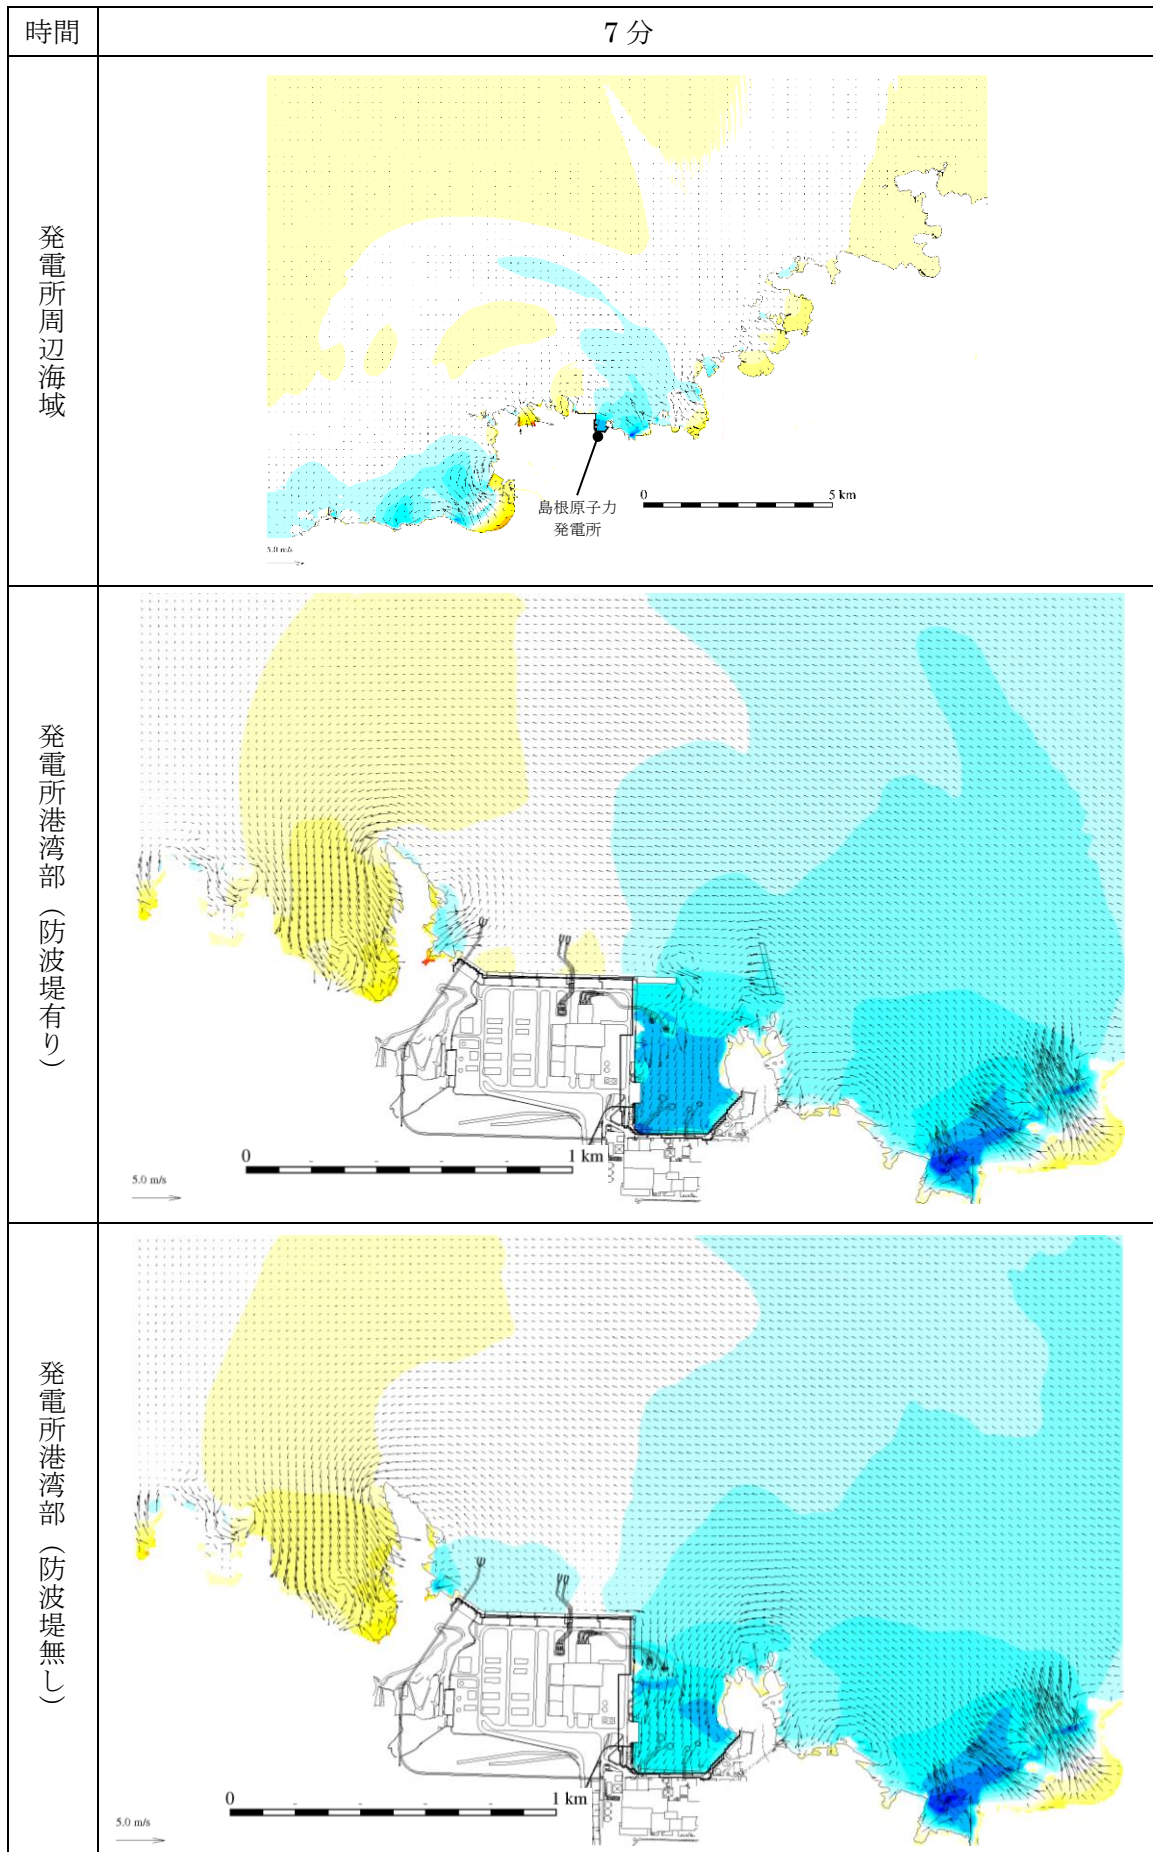 時間
7分
発電所周辺海域
島根原子力
発電所
0
5 km
5.0 m/s
発電所港湾部（防波堤有り）
0
1 km
5.0 m/s
発電所港湾部（防波堤無し）
0
1 km
5.0 m/s